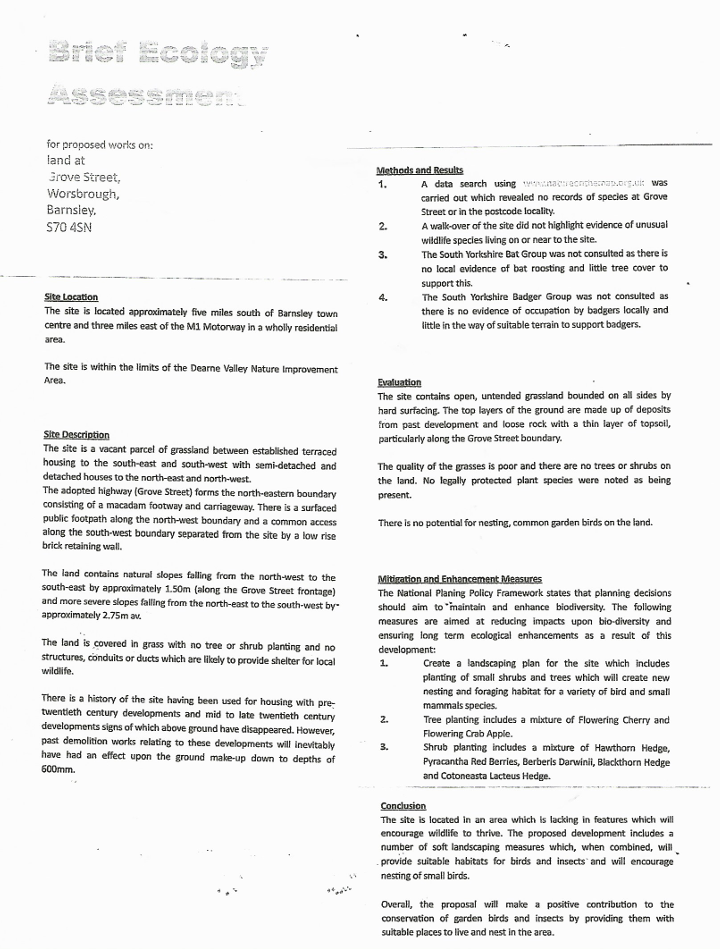 Brief Ecology
Assessment
for proposed works on:
land at
Grove Street,
Worsbrough,
Barnsley,
S70 4SN
Site Location
The site is located approximately five miles south of Barnsley town
centre and three miles east of the M1 Motorway in a wholly residential
area.
The site is within the limits of the Dearne Valley Nature Improvement
Area.
Site Description
The site is a vacant parcel of grassland between established terraced
housing to the south-east and south-west with semi-detached and
detached houses to the north-east and north-west.
The adopted highway (Grove Street) forms the north-eastern boundary
consisting of a macadam footway and carriageway. There is a surfaced
public footpath along the north-west boundary and a common access
along the south-west boundary separated from the site by a low rise
brick retaining wall.
The land contains natural slopes falling from the north-west to the
south-east by approximately 1.50m (along the Grove Street frontage)
and more severe slopes falling from the north-east to the south-west by
approximately 2.75m av.
The land is covered in grass with no tree or shrub planting and no
structures, conduits or ducts which are likely to provide shelter for local
wildlife.
There is a history of the site having been used for housing with pre-
twentieth century developments and mid to late twentieth century
developments signs of which above ground have disappeared. However,
past demolition works relating to these developments will inevitably
have had an effect upon the ground make-up down to depths of
600mm.
Methods and Results
1. A data search using www.natureonthemap.org.uk was
carried out which revealed no records of species at Grove
Street or in the postcode locality.
2. A walk-over of the site did not highlight evidence of unusual
wildlife species living on or near to the site.
3. The South Yorkshire Bat Group was not consulted as there is
no local evidence of bat roosting and little tree cover to
support this.
4. The South Yorkshire Badger Group was not consulted as
there is no evidence of occupation by badgers locally and
little in the way of suitable terrain to support badgers.
Evaluation
The site contains open, untended grassland bounded on all sides by
hard surfacing. The top layers of the ground are made up of deposits
from past development and loose rock with a thin layer of topsoil,
particularly along the Grove Street boundary.
The quality of the grasses is poor and there are no trees or shrubs on
the land. No legally protected plant species were noted as being
present.
There is no potential for nesting, common garden birds on the land.
Mitigation and Enhancement Measures
The National Planing Policy Framework states that planning decisions
should aim to maintain and enhance biodiversity. The following
measures are aimed at reducing impacts upon bio-diversity and
ensuring long term ecological enhancements as a result of this
development:
1. Create a landscaping plan for the site which includes
planting of small shrubs and trees which will create new
nesting and foraging habitat for a variety of bird and small
mammals species.
2. Tree planting includes a mixture of Flowering Cherry and
Flowering Crab Apple.
3. Shrub planting includes a mixture of Hawthorn Hedge,
Pyracantha Red Berries, Berberis Darwinii, Blackthorn Hedge
and Cotoneasta Lacteus Hedge.
Conclusion
The site is located in an area which is lacking in features which will
encourage wildlife to thrive. The proposed development includes a
number of soft landscaping measures which, when combined, will
provide suitable habitats for birds and insects and will encourage
nesting of small birds.
Overall, the proposal will make a positive contribution to the
conservation of garden birds and insects by providing them with
suitable places to live and nest in the area.